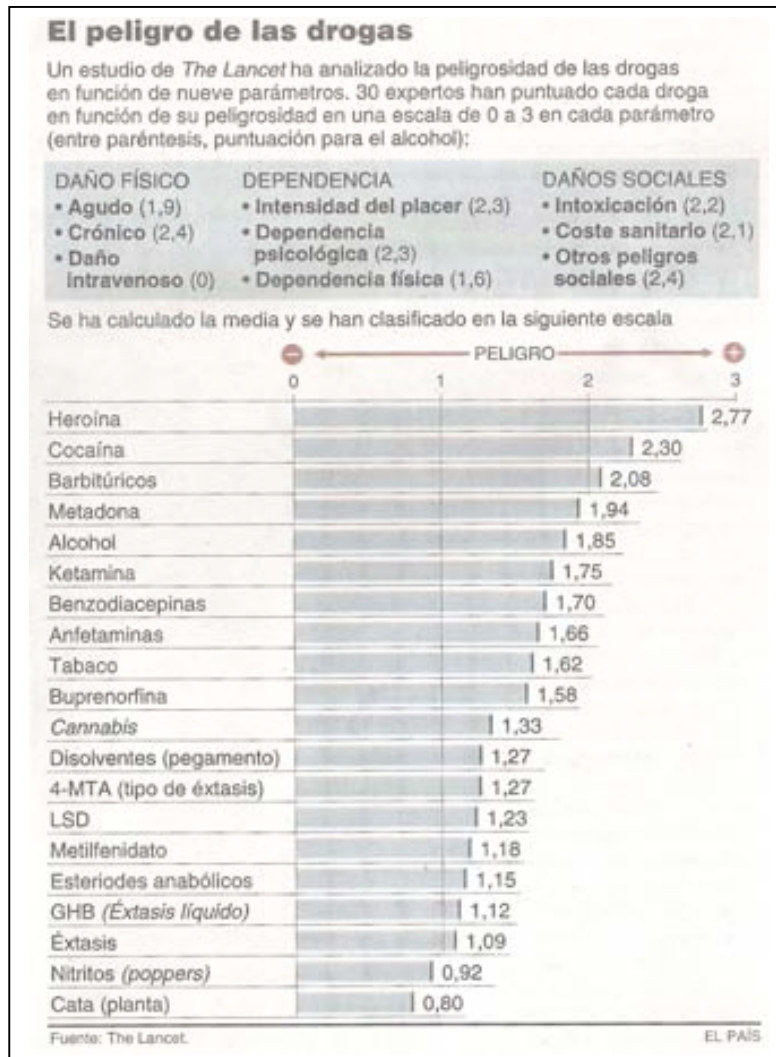 El peligro de las drogas
Un estudio de The Lancet ha analizado la peligrosidad de las drogas
en función de nueve parámetros. 30 expertos han puntuado cada droga
en función de su peligrosidad en una escala de 0 a 3 en cada parámetro
(entre paréntesis, puntuación para el alcohol):
DAÑO FÍSICO
• Agudo (1,9)
• Crónico (2,4)
• Daño
intravenoso (0)
DEPENDENCIA
• Intensidad del placer (2,3)
• Dependencia
psicológica (2,3)
• Dependencia física (1,6)
DAÑOS SOCIALES
• Intoxicación (2,2)
• Coste sanitario (2,1)
• Otros peligros
sociales (2,4)
Se ha calculado la media y se han clasificado en la siguiente escala
− PELIGRO +
0 1 2 3
Heroína 2,77
Cocaína 2,30
Barbitúricos 2,08
Metadona 1,94
Alcohol 1,85
Ketamina 1,75
Benzodiacepinas 1,70
Anfetaminas 1,66
Tabaco 1,62
Buprenorfina 1,58
Cannabis 1,33
Disolventes (pegamento) 1,27
4-MTA (tipo de éxtasis) 1,27
LSD 1,23
Metilfenidato 1,18
Esteriodes anabólicos 1,15
GHB (Éxtasis líquido) 1,12
Éxtasis 1,09
Nitritos (poppers) 0,92
Cata (planta) 0,80
Fuente: The Lancet. EL PAÍS